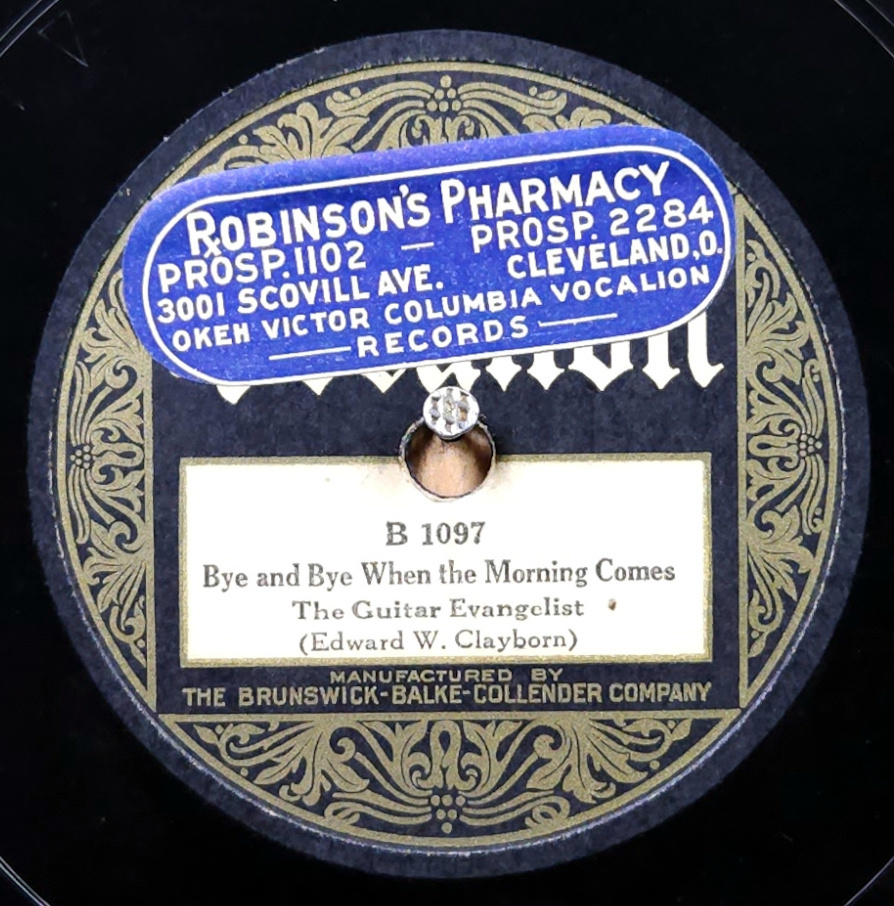 ROBINSON'S PHARMACY
PROSP. 1102 — PROSP. 2284
3001 SCOVILL AVE. CLEVELAND, O.
OKEH VICTOR COLUMBIA VOCALION
RECORDS
B 1097
Bye and Bye When the Morning Comes
The Guitar Evangelist
(Edward W. Clayborn)
MANUFACTURED BY
THE BRUNSWICK-BALKE-COLLENDER COMPANY